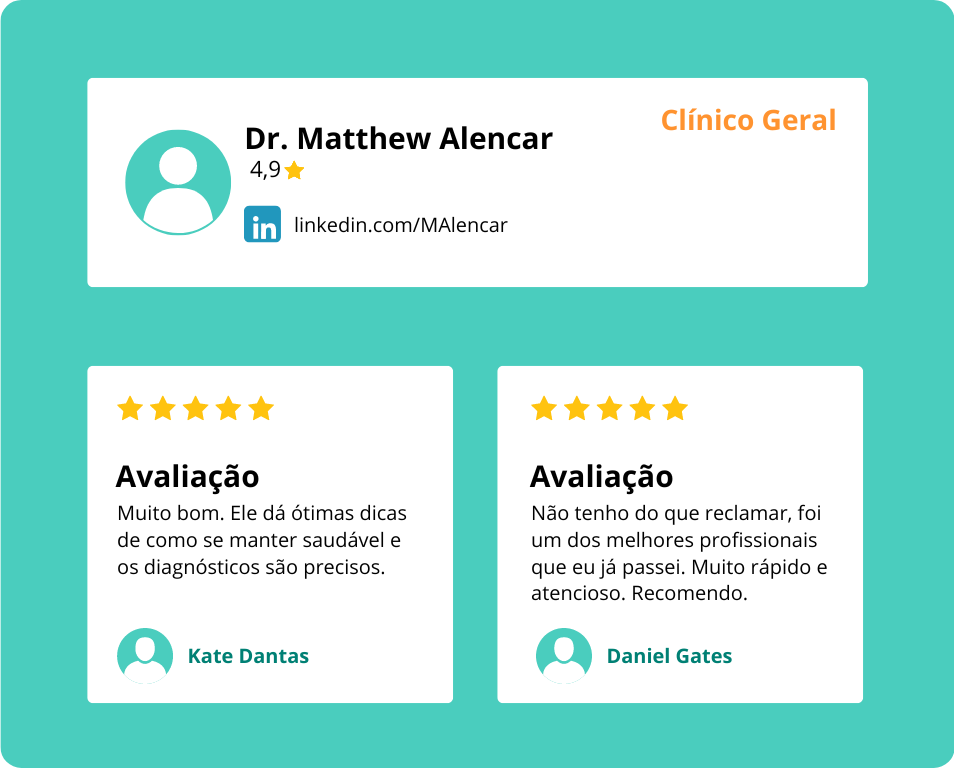 Clínico Geral
Dr. Matthew Alencar
4,9
in
linkedin.com/MAlencar
Avaliação
Muito bom. Ele dá ótimas dicas
de como se manter saudável e
os diagnósticos são precisos.
Kate Dantas
Avaliação
Não tenho do que reclamar, foi
um dos melhores profissionais
que eu já passei. Muito rápido e
atencioso. Recomendo.
Daniel Gates